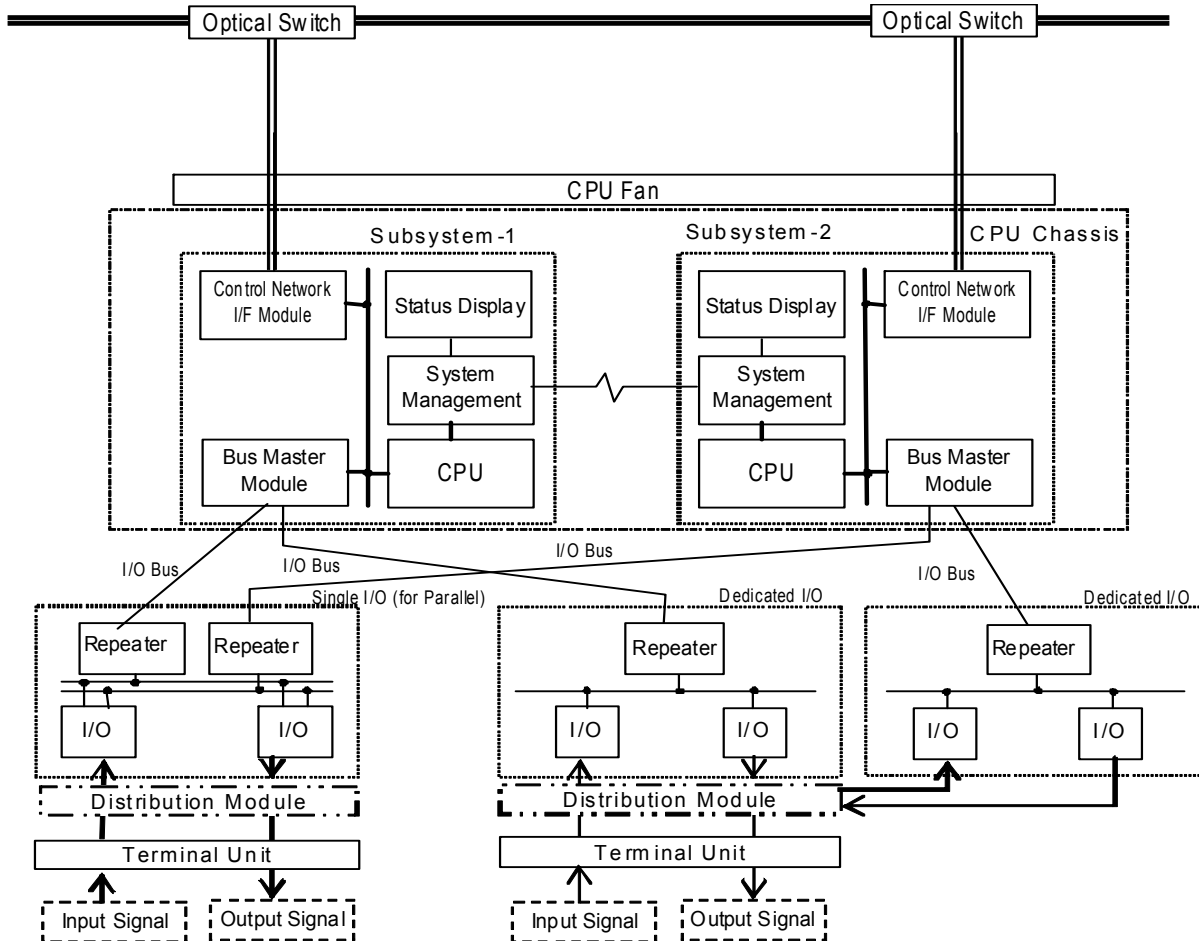 Optical Switch
Optical Switch
CPU Fan
Subsystem-1
Subsystem-2
CPU Chassis
Control Network
I/F Module
Status Display
Status Display
Control Network
I/F Module
System
Management
System
Management
Bus Master
Module
CPU
CPU
Bus Master
Module
I/O Bus
I/O Bus
I/O Bus
I/O Bus
Single I/O (for Parallel)
Dedicated I/O
Dedicated I/O
Repeater
Repeater
Repeater
Repeater
I/O
I/O
I/O
I/O
I/O
I/O
Distribution Module
Distribution Module
Terminal Unit
Terminal Unit
Input Signal
Output Signal
Input Signal
Output Signal